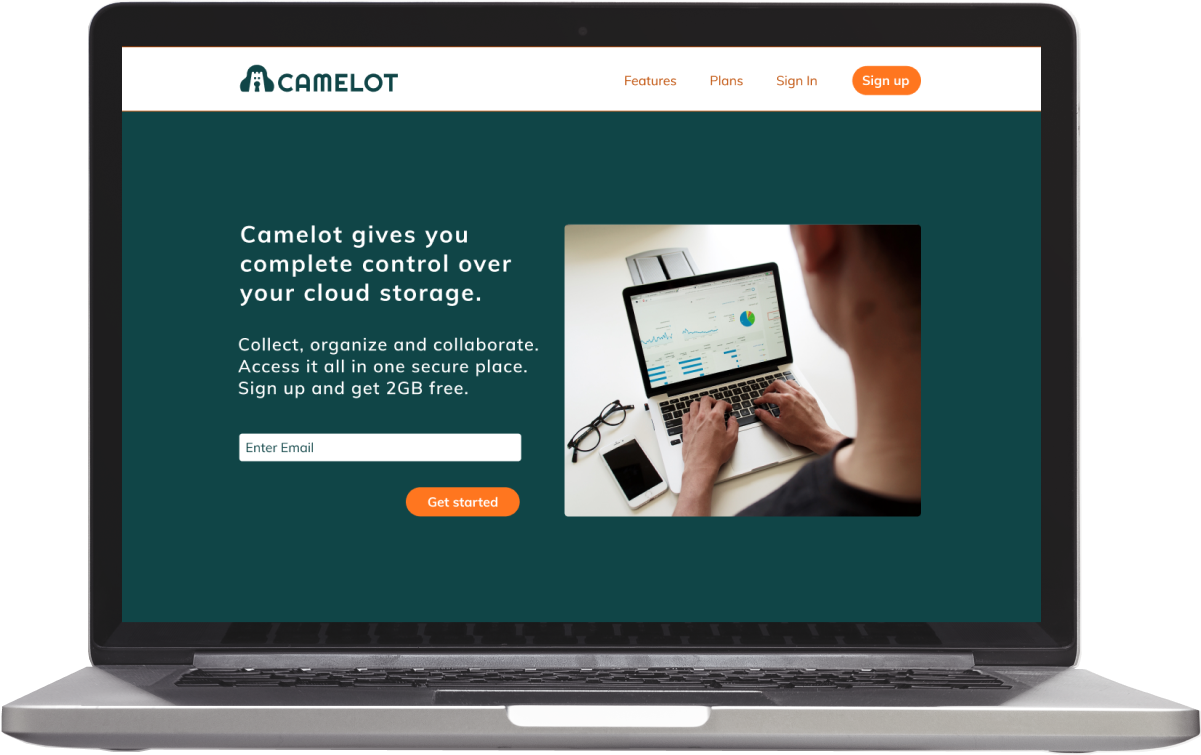 CAMELOT
Features
Plans
Sign In
Sign up
Camelot gives you
complete control over
your cloud storage.
Collect, organize and collaborate.
Access it all in one secure place.
Sign up and get 2GB free.
Enter Email
Get started